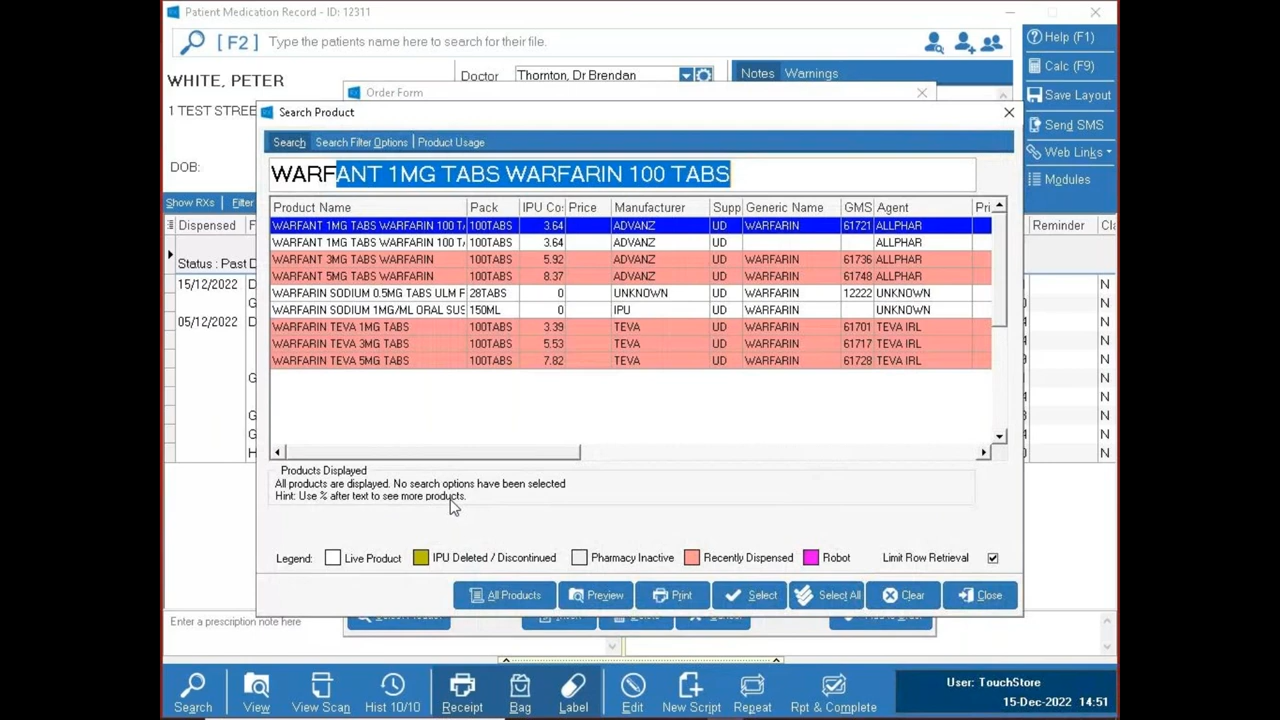 Patient Medication Record - ID: 12311
[ F2 ] Type the patients name here to search for their file.
Help (F1)
Calc (F9)
Save Layout
Send SMS
Web Links
Modules
WHITE, PETER
Doctor Thornton, Dr Brendan
Notes Warnings
1 TEST STREE
DOB:
Show RXs Filter
Order Form
Search Product
Search Search Filter Options Product Usage
WARFANT 1MG TABS WARFARIN 100 TABS
Product Name Pack IPU Co: Price Manufacturer Supp Generic Name GMS Agent Pri
WARFANT 1MG TABS WARFARIN 100 T 100TABS 3.64 ADVANZ UD WARFARIN 61721 ALLPHAR
WARFANT 1MG TABS WARFARIN 100 T 100TABS 3.64 ADVANZ UD ALLPHAR
WARFANT 3MG TABS WARFARIN 100TABS 5.92 ADVANZ UD WARFARIN 61736 ALLPHAR
WARFANT 5MG TABS WARFARIN 100TABS 8.37 ADVANZ UD WARFARIN 61748 ALLPHAR
WARFARIN SODIUM 0.5MG TABS ULM F 28TABS 0 UNKNOWN UD WARFARIN 12222 UNKNOWN
WARFARIN SODIUM 1MG/ML ORAL SUS 150ML 0 IPU UD WARFARIN UNKNOWN
WARFARIN TEVA 1MG TABS 100TABS 3.39 TEVA UD WARFARIN 61701 TEVA IRL
WARFARIN TEVA 3MG TABS 100TABS 5.53 TEVA UD WARFARIN 61717 TEVA IRL
WARFARIN TEVA 5MG TABS 100TABS 7.82 TEVA UD WARFARIN 61728 TEVA IRL
Products Displayed
All products are displayed. No search options have been selected
Hint: Use % after text to see more products.
Legend: Live Product IPU Deleted / Discontinued Pharmacy Inactive Recently Dispensed Robot Limit Row Retrieval
All Products Preview Print Select Select All Clear Close
Dispensed
Reminder Cla
Status : Past D
15/12/2022 D
N
G
N
05/12/2022 D
N
N
G N
N
G N
G N
H N
Enter a prescription note here
Search View View Scan Hist 10/10 Receipt Bag Label Edit New Script Repeat Rpt & Complete
User: TouchStore
15-Dec-2022 14:51